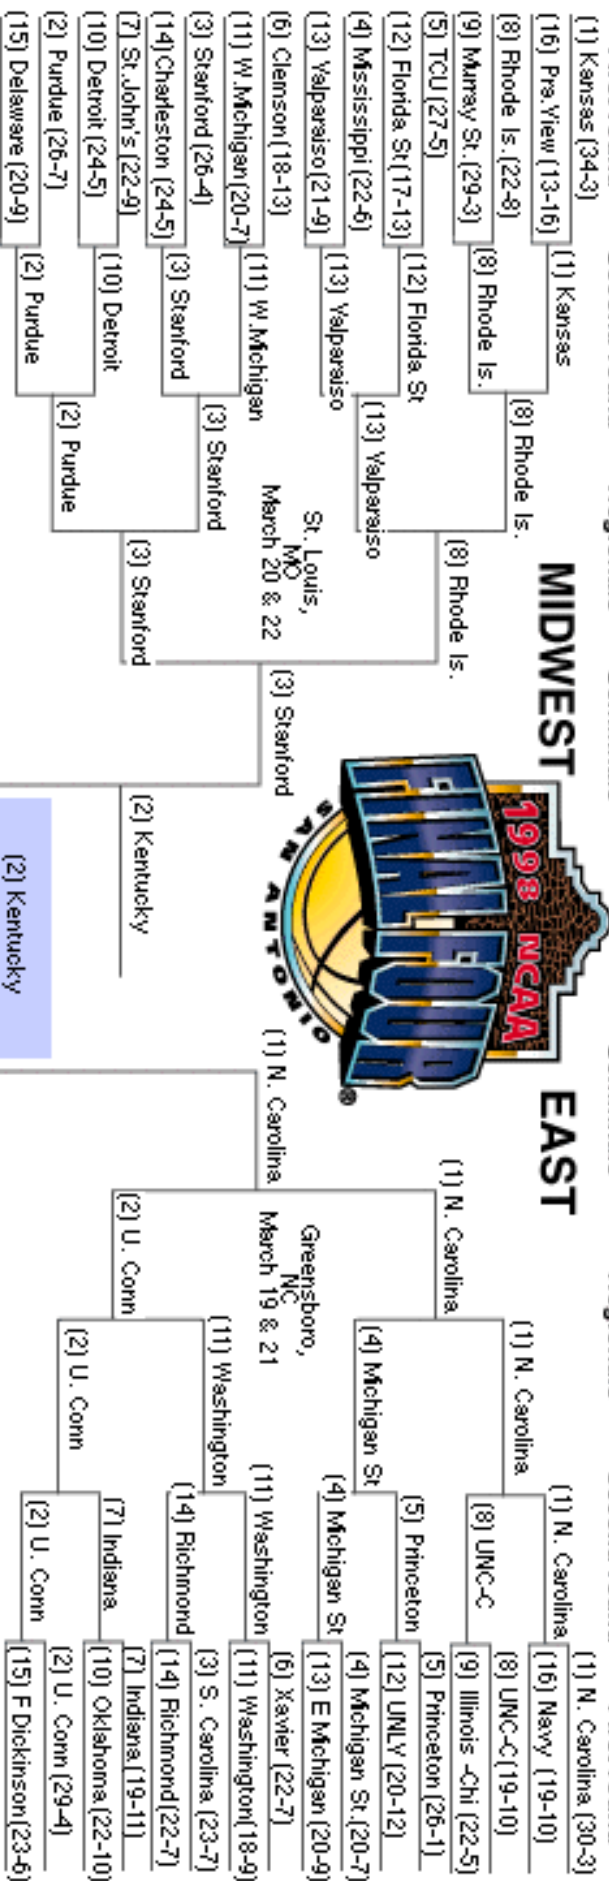 MIDWEST
EAST
1998 NCAA
FINAL FOUR
SAN ANTONIO
®
(1) Kansas (34-3)
(16) Pra.View (13-16)
(8) Rhode Is. (22-8)
(9) Murray St. (29-3)
(5) TCU (27-5)
(12) Florida St(17-13)
(4) Mississippi (22-6)
(13) Valparaiso (21-9)
(6) Clemson(18-13)
(11) W.Michigan(20-7)
(3) Stanford (26-4)
(14)Charleston (24-5)
(7) St.John's (22-9)
(10) Detroit (24-5)
(2) Purdue (26-7)
(15) Delaware (20-9)
(1) Kansas
(8) Rhode Is.
(12) Florida St
(13) Valparaiso
(11) W.Michigan
(3) Stanford
(10) Detroit
(2) Purdue
(8) Rhode Is.
(13) Valparaiso
(3) Stanford
(2) Purdue
(8) Rhode Is.
(3) Stanford
St. Louis,
MO
March 20 & 22
(3) Stanford
(2) Kentucky
(2) Kentucky
(1) N. Carolina
(1) N. Carolina
(2) U. Conn
Greensboro,
NC
March 19 & 21
(1) N. Carolina
(4) Michigan St
(11) Washington
(2) U. Conn
(1) N. Carolina
(8) UNC-C
(5) Princeton
(4) Michigan St
(11) Washington
(14) Richmond
(7) Indiana
(2) U. Conn
(1) N. Carolina (30-3)
(16) Navy (19-10)
(8) UNC-C(19-10)
(9) Illinois -Chi (22-5)
(5) Princeton (26-1)
(12) UNLV (20-12)
(4) Michigan St.(20-7)
(13) E Michigan (20-9)
(6) Xavier (22-7)
(11) Washington(18-9)
(3) S. Carolina (23-7)
(14) Richmond(22-7)
(7) Indiana (19-11)
(10) Oklahoma (22-10)
(2) U. Conn (29-4)
(15) F Dickinson(23-6)